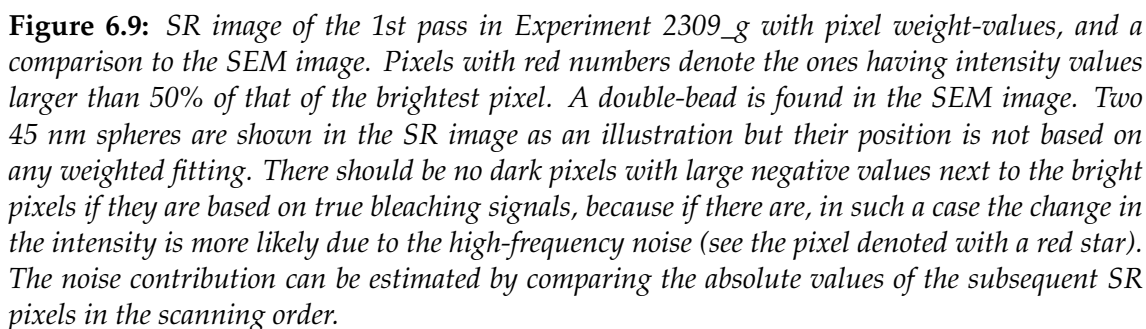 Figure 6.9: SR image of the 1st pass in Experiment 2309_g with pixel weight-values, and a
comparison to the SEM image. Pixels with red numbers denote the ones having intensity values
larger than 50% of that of the brightest pixel. A double-bead is found in the SEM image. Two
45 nm spheres are shown in the SR image as an illustration but their position is not based on
any weighted fitting. There should be no dark pixels with large negative values next to the bright
pixels if they are based on true bleaching signals, because if there are, in such a case the change in
the intensity is more likely due to the high-frequency noise (see the pixel denoted with a red star).
The noise contribution can be estimated by comparing the absolute values of the subsequent SR
pixels in the scanning order.